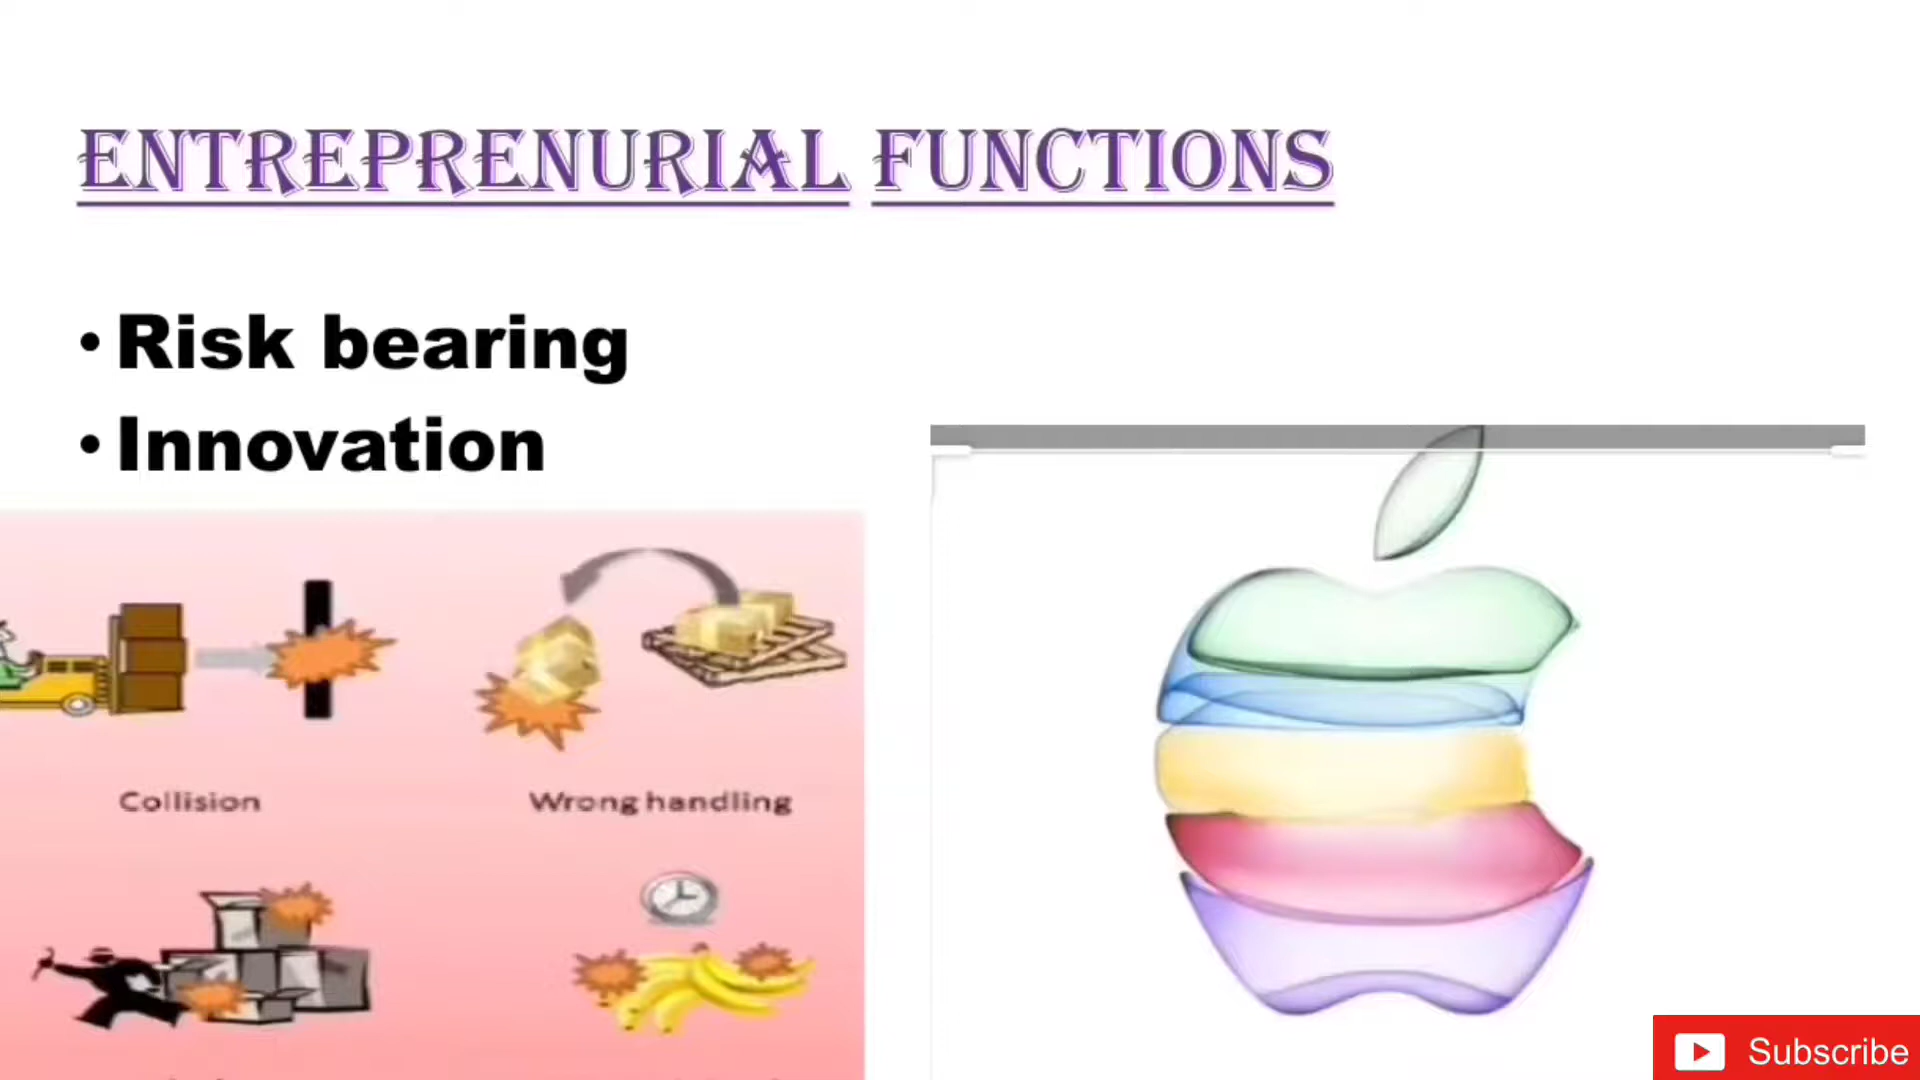 ENTREPRENURIAL FUNCTIONS
• Risk bearing
• Innovation
Collision
Wrong handling
Subscribe